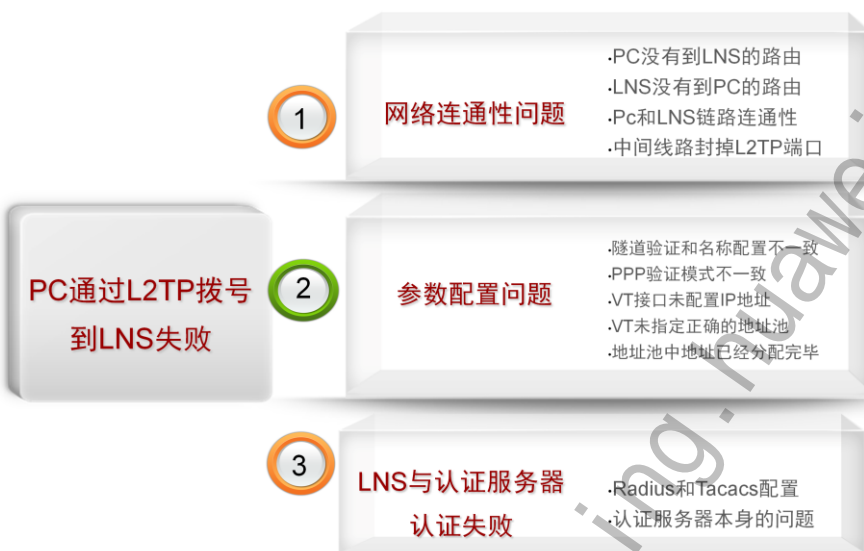 1
网络连通性问题
·PC没有到LNS的路由
·LNS没有到PC的路由
·Pc和LNS链路连通性
·中间线路封掉L2TP端口
PC通过L2TP拨号
到LNS失败
2
参数配置问题
·隧道验证和名称配置不一致
·PPP验证模式不一致
·VT接口未配置IP地址
·VT未指定正确的地址池
·地址池中地址已经分配完毕
3
LNS与认证服务器
认证失败
·Radius和Tacacs配置
·认证服务器本身的问题
ing.huawei.